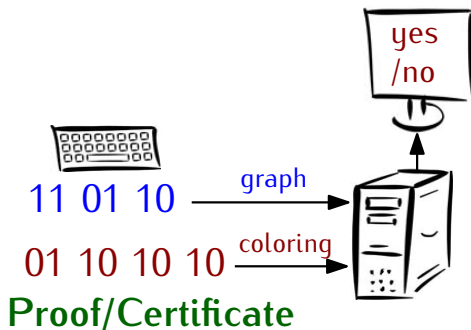 yes
/no
11 01 10
graph
01 10 10 10
coloring
Proof/Certificate